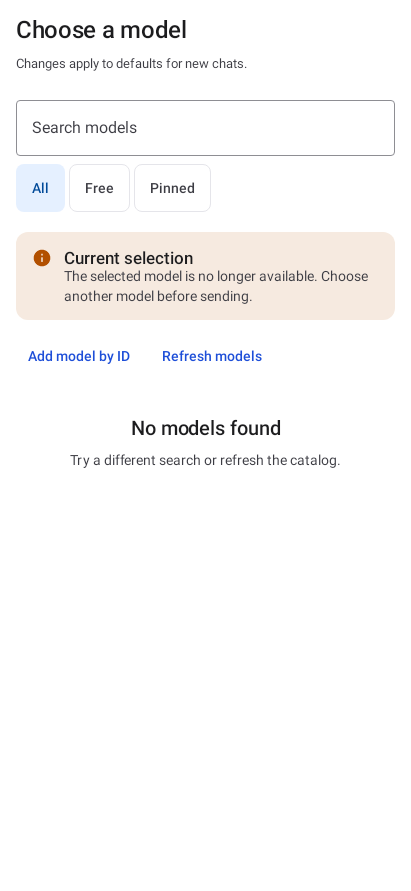 Choose a model
Changes apply to defaults for new chats.
Search models
All
Free
Pinned
Current selection
The selected model is no longer available. Choose
another model before sending.
Add model by ID
Refresh models
No models found
Try a different search or refresh the catalog.